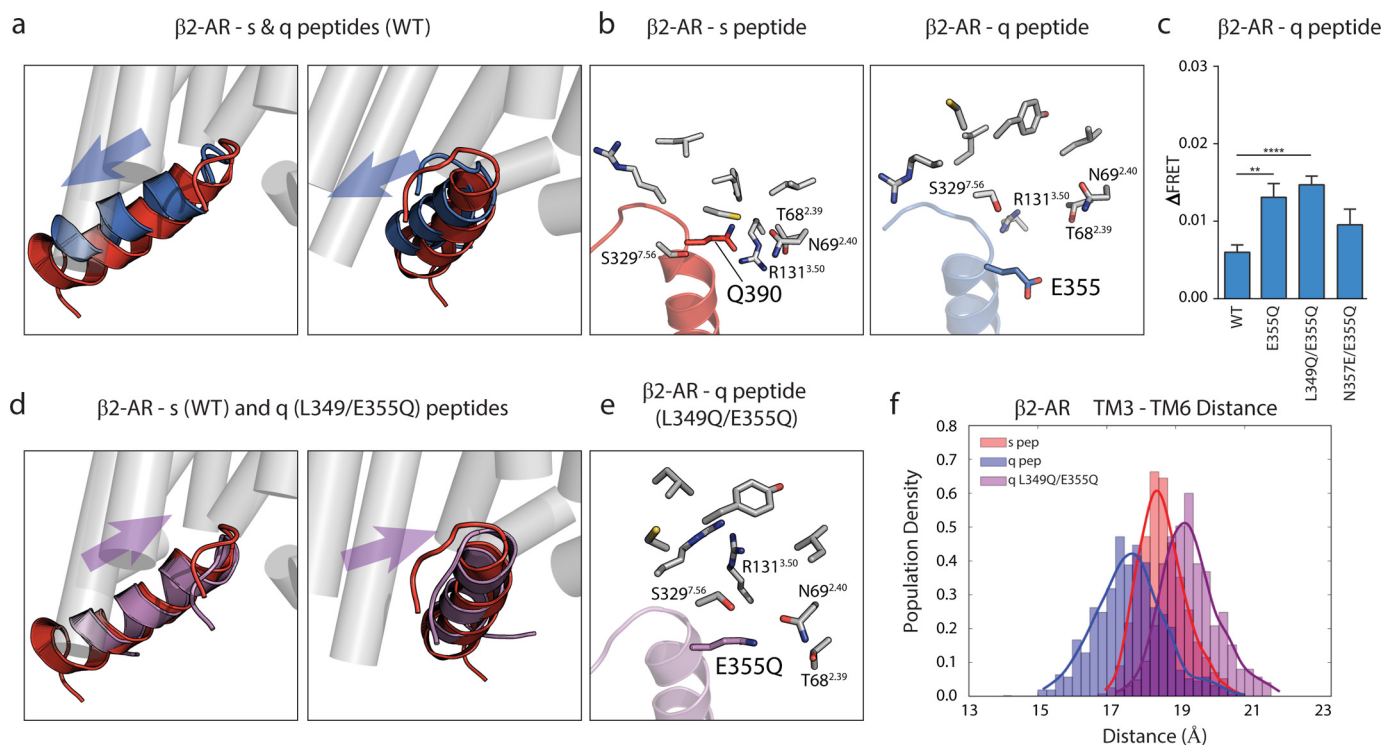 a
β2-AR - s & q peptides (WT)
b
β2-AR - s peptide
S329^7.56
Q390
R131^3.50
T68^2.39
N69^2.40
β2-AR - q peptide
S329^7.56
R131^3.50
N69^2.40
T68^2.39
E355
c
β2-AR - q peptide
ΔFRET
0.03
0.02
0.01
0.00
****
**
WT
E355Q
L349Q/E355Q
N357E/E355Q
d
β2-AR - s (WT) and q (L349/E355Q) peptides
e
β2-AR - q peptide
(L349Q/E355Q)
R131^3.50
S329^7.56
N69^2.40
E355Q
T68^2.39
f
β2-AR TM3 - TM6 Distance
s pep
q pep
q L349Q/E355Q
Population Density
0.8
0.7
0.6
0.5
0.4
0.3
0.2
0.1
0.0
13 15 17 19 21 23
Distance (Å)